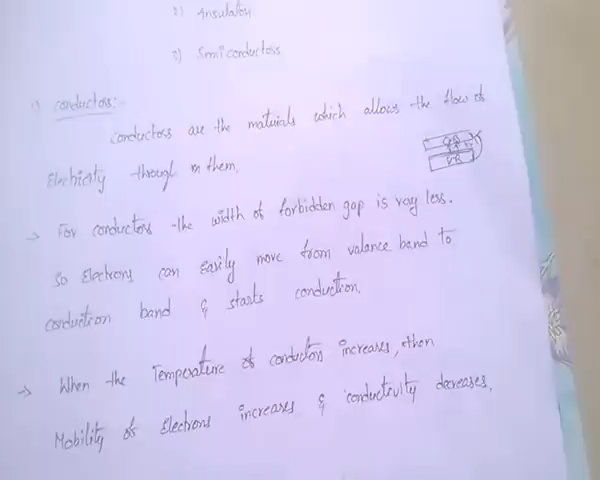 2) Insulators
3) Semiconductors
1) Conductors:-
Conductors are the materials which allows the flow of
Electricity through them.
→ For conductors the width of forbidden gap is very less.
So Electrons can easily move from valance band to
conduction band & starts conduction.
→ When the Temperature of conductors increases, then
Mobility of Electrons increases & conductivity decreases.
CB
VB